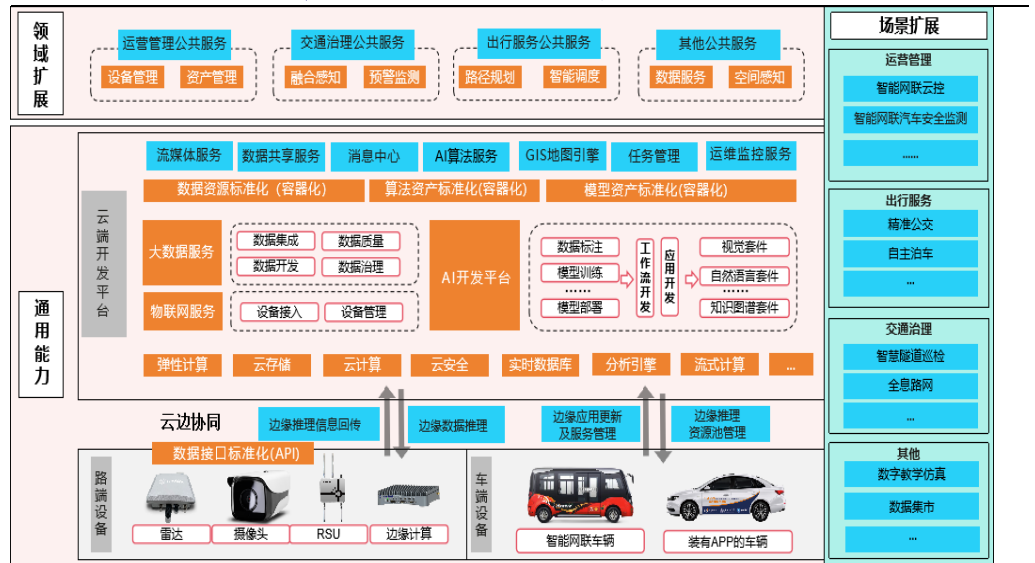 领域扩展
运营管理公共服务
设备管理
资产管理
交通治理公共服务
融合感知
预警监测
出行服务公共服务
路径规划
智能调度
其他公共服务
数据服务
空间感知
通用能力
云端开发平台
流媒体服务
数据共享服务
消息中心
AI算法服务
GIS地图引擎
任务管理
运维监控服务
数据资源标准化（容器化）
算法资产标准化(容器化)
模型资产标准化(容器化)
大数据服务
数据集成
数据质量
数据开发
数据治理
物联网服务
设备接入
设备管理
AI开发平台
数据标注
模型训练
......
模型部署
工作流开发
应用开发
视觉套件
自然语言套件
......
知识图谱套件
弹性计算
云存储
云计算
云安全
实时数据库
分析引擎
流式计算
...
云边协同
边缘推理信息回传
边缘数据推理
边缘应用更新
及服务管理
边缘推理
资源池管理
数据接口标准化(API)
路端设备
雷达
摄像头
RSU
边缘计算
车端设备
智能网联车辆
装有APP的车辆
场景扩展
运营管理
智能网联云控
智能网联汽车安全监测
......
出行服务
精准公交
自主泊车
...
交通治理
智慧隧道巡检
全息路网
...
其他
数字教学仿真
数据集市
...